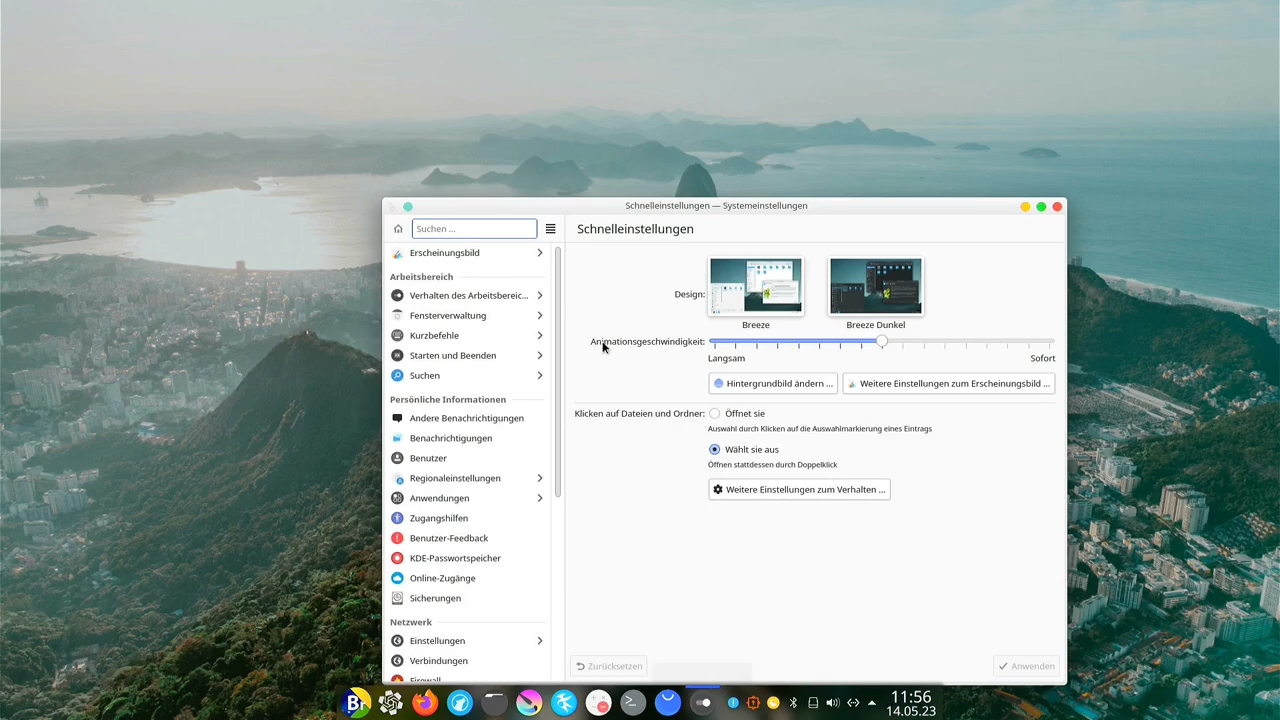 Schnelleinstellungen — Systemeinstellungen
Suchen ...
Schnelleinstellungen
Erscheinungsbild
Arbeitsbereich
Verhalten des Arbeitsbereic...
Fensterverwaltung
Kurzbefehle
Starten und Beenden
Suchen
Persönliche Informationen
Andere Benachrichtigungen
Benachrichtigungen
Benutzer
Regionaleinstellungen
Anwendungen
Zugangshilfen
Benutzer-Feedback
KDE-Passwortspeicher
Online-Zugänge
Sicherungen
Netzwerk
Einstellungen
Verbindungen
Firewall
Design:
Breeze
Breeze Dunkel
Animationsgeschwindigkeit:
Langsam
Sofort
Hintergrundbild ändern ...
Weitere Einstellungen zum Erscheinungsbild ...
Klicken auf Dateien und Ordner:
Öffnet sie
Auswahl durch Klicken auf die Auswahlmarkierung eines Eintrags
Wählt sie aus
Öffnen stattdessen durch Doppelklick
Weitere Einstellungen zum Verhalten ...
Zurücksetzen
Anwenden
11:56
14.05.23